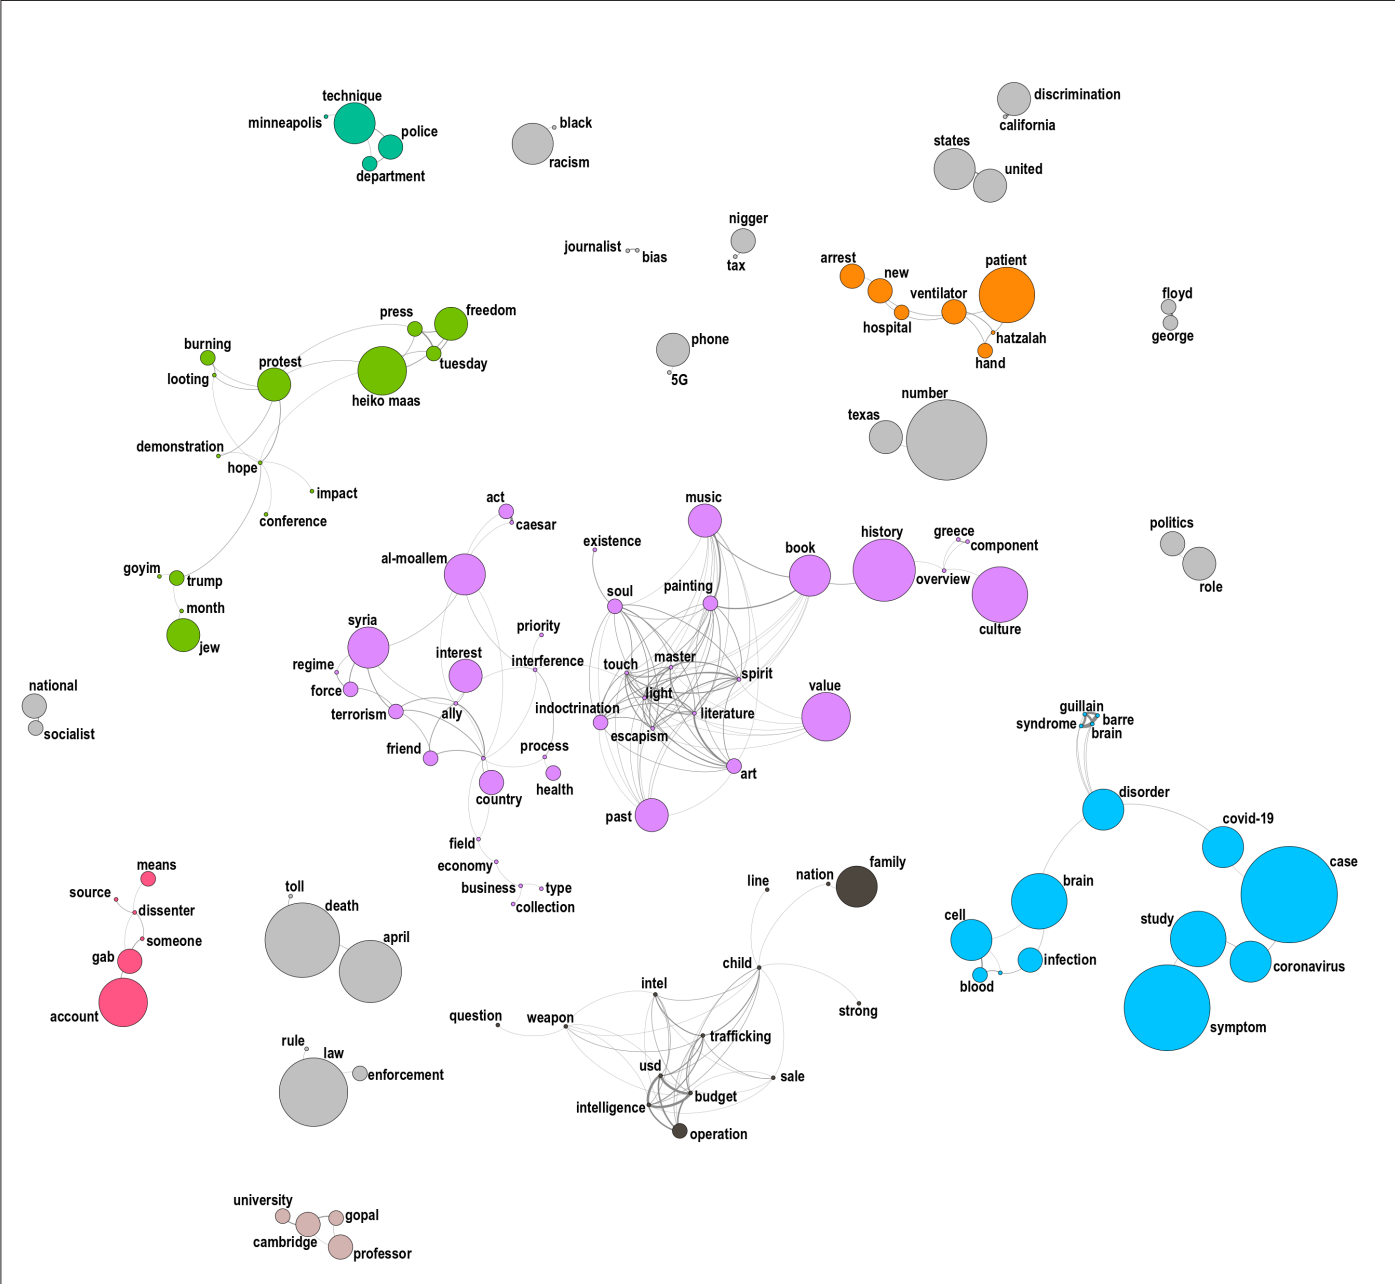 technique
minneapolis
police
department
black
racism
discrimination
california
states
united
journalist
bias
nigger
tax
arrest
new
ventilator
patient
hospital
hatzalah
hand
floyd
george
press
freedom
burning
protest
tuesday
looting
heiko maas
phone
5G
number
texas
demonstration
hope
impact
conference
act
caesar
music
existence
al-moallem
book
history
greece
component
overview
culture
politics
role
goyim
trump
month
jew
soul
painting
syria
priority
interest
interference
regime
force
touch
master
spirit
light
value
terrorism
ally
indoctrination
literature
escapism
national
socialist
guillain
syndrome
barre
brain
friend
process
health
country
art
past
disorder
covid-19
case
field
economy
business
type
collection
means
source
dissenter
someone
gab
account
toll
death
april
line
nation
family
brain
cell
study
infection
coronavirus
blood
symptom
child
intel
strong
question
weapon
trafficking
usd
sale
budget
intelligence
operation
rule
law
enforcement
university
gopal
cambridge
professor